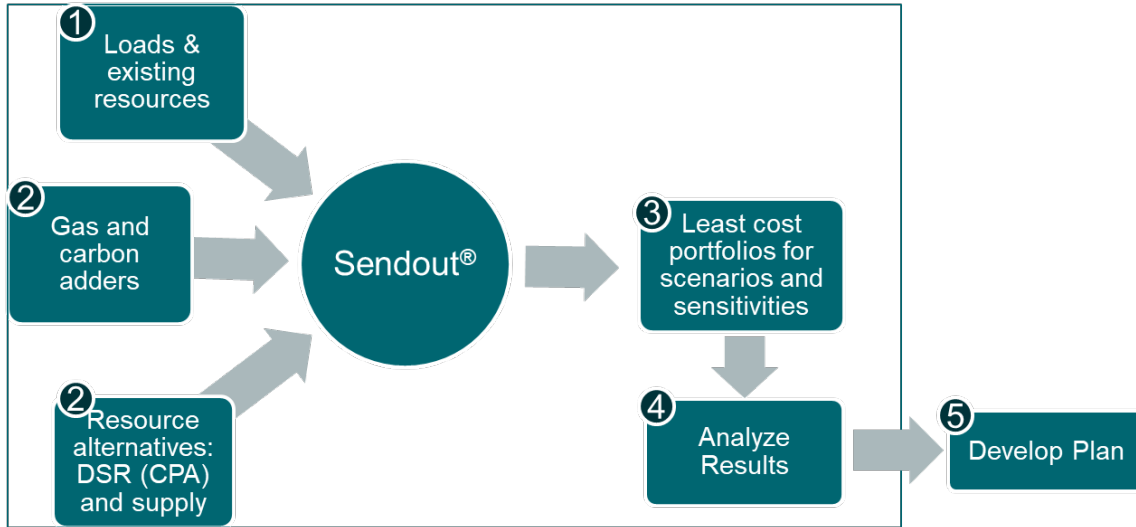 1
Loads &
existing
resources
2
Gas and
carbon
adders
2
Resource
alternatives:
DSR (CPA)
and supply
Sendout®
3
Least cost
portfolios for
scenarios and
sensitivities
4
Analyze
Results
5
Develop Plan